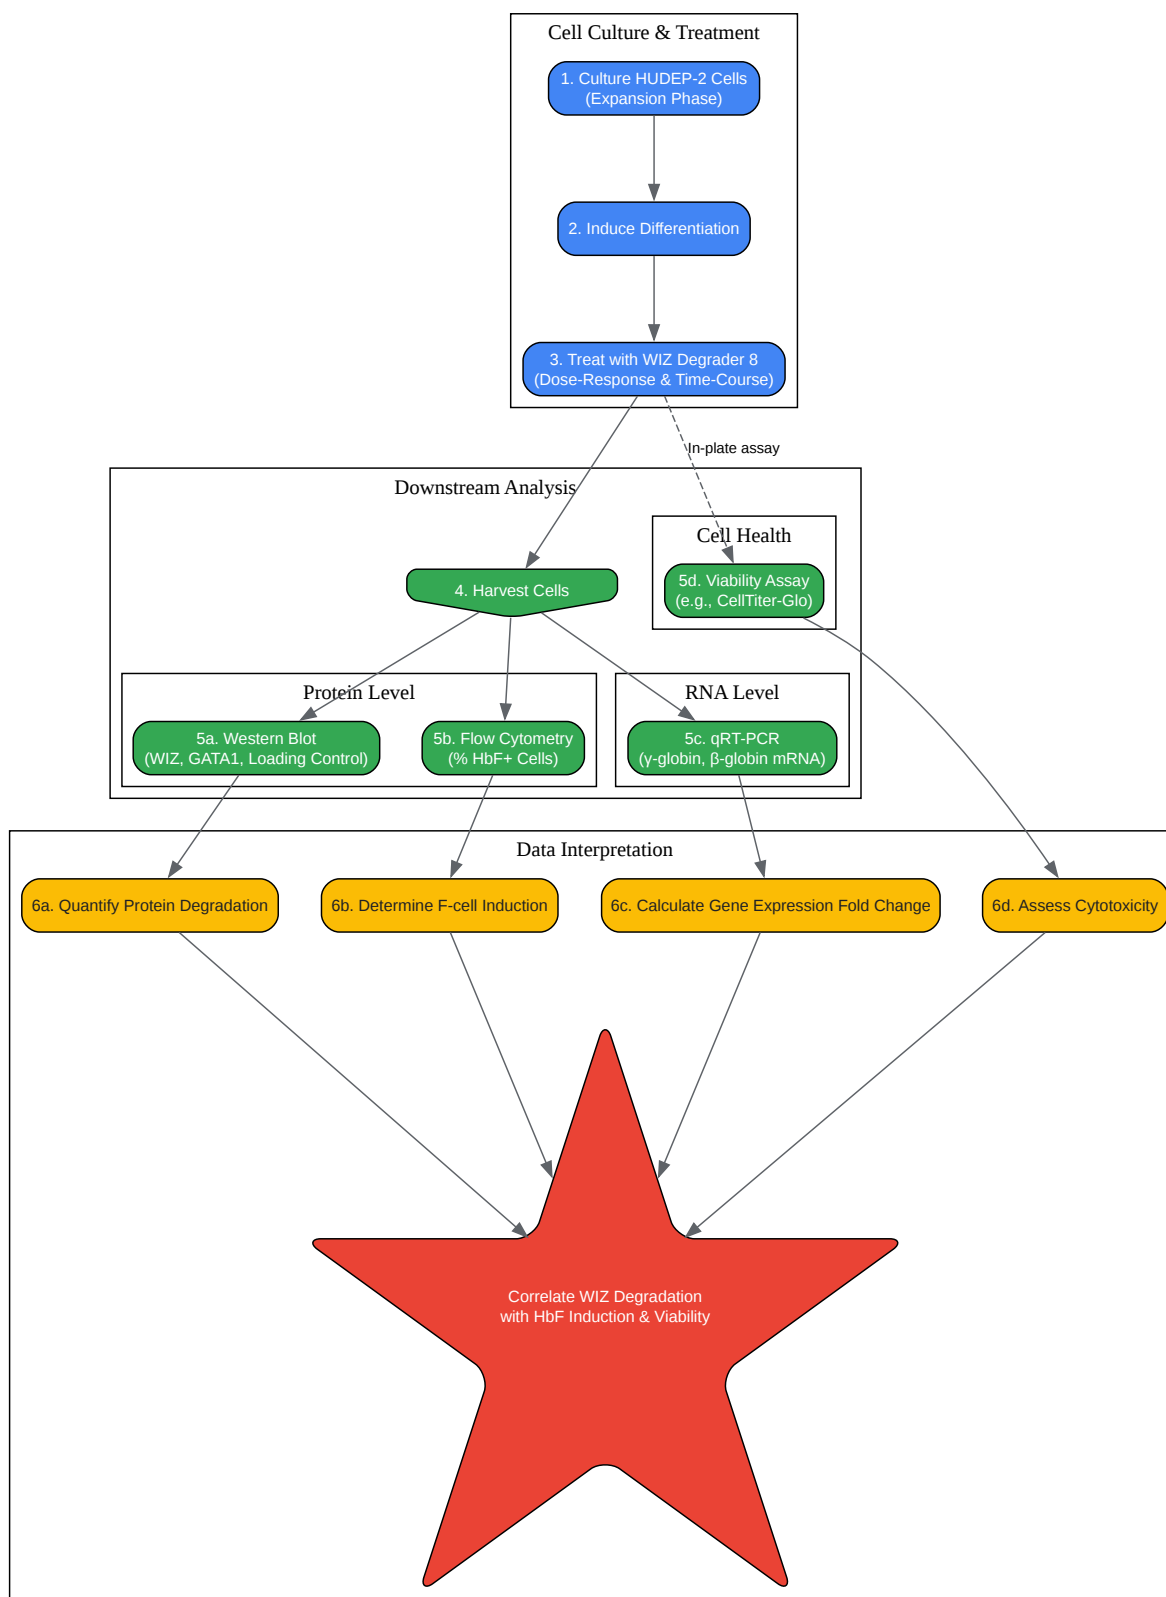 Cell Culture & Treatment
1. Culture HUDEP-2 Cells
(Expansion Phase)
2. Induce Differentiation
3. Treat with WIZ Degrader 8
(Dose-Response & Time-Course)
In-plate assay
Downstream Analysis
Cell Health
4. Harvest Cells
5d. Viability Assay
(e.g., CellTiter-Glo)
Protein Level
RNA Level
5a. Western Blot
(WIZ, GATA1, Loading Control)
5b. Flow Cytometry
(% HbF+ Cells)
5c. qRT-PCR
(γ-globin, β-globin mRNA)
Data Interpretation
6a. Quantify Protein Degradation
6b. Determine F-cell Induction
6c. Calculate Gene Expression Fold Change
6d. Assess Cytotoxicity
Correlate WIZ Degradation
with HbF Induction & Viability